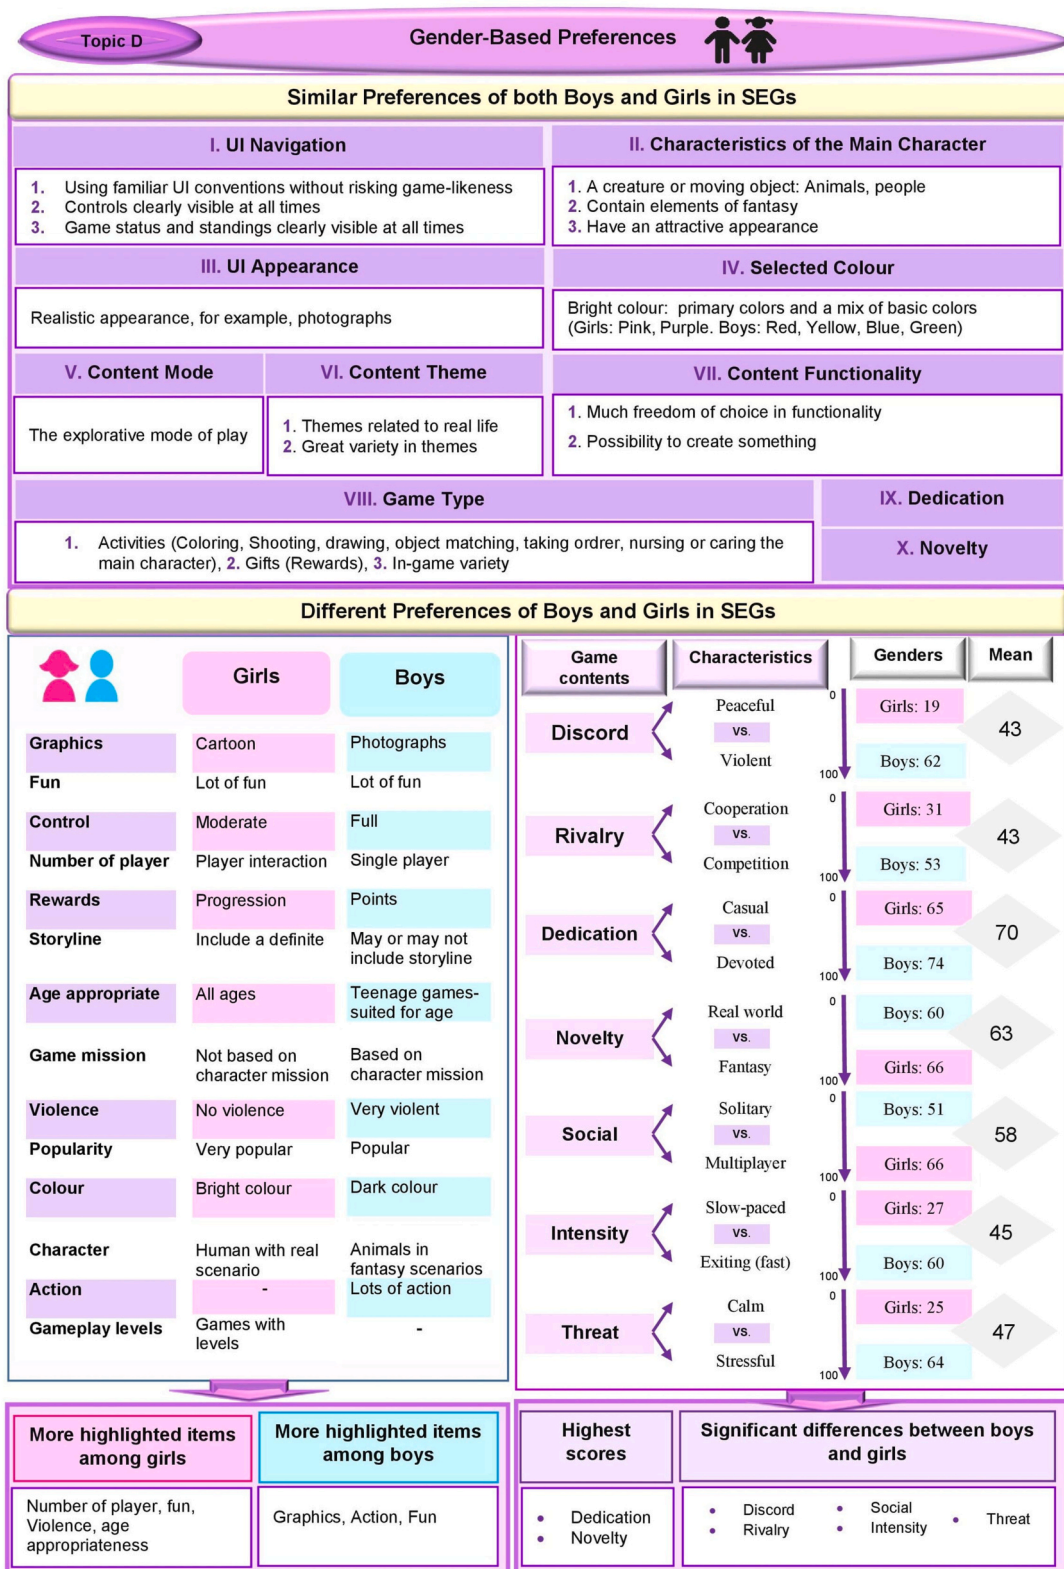 Topic D
Gender-Based Preferences
Similar Preferences of both Boys and Girls in SEGs
I. UI Navigation
1. Using familiar UI conventions without risking game-likeness
2. Controls clearly visible at all times
3. Game status and standings clearly visible at all times
II. Characteristics of the Main Character
1. A creature or moving object: Animals, people
2. Contain elements of fantasy
3. Have an attractive appearance
III. UI Appearance
Realistic appearance, for example, photographs
IV. Selected Colour
Bright colour: primary colors and a mix of basic colors
(Girls: Pink, Purple. Boys: Red, Yellow, Blue, Green)
V. Content Mode
The explorative mode of play
VI. Content Theme
1. Themes related to real life
2. Great variety in themes
VII. Content Functionality
1. Much freedom of choice in functionality
2. Possibility to create something
VIII. Game Type
1. Activities (Coloring, Shooting, drawing, object matching, taking ordrer, nursing or caring the
main character), 2. Gifts (Rewards), 3. In-game variety
IX. Dedication
X. Novelty
Different Preferences of Boys and Girls in SEGs
Girls
Boys
Graphics
Cartoon
Photographs
Fun
Lot of fun
Lot of fun
Control
Moderate
Full
Number of player
Player interaction
Single player
Rewards
Progression
Points
Storyline
Include a definite
May or may not
include storyline
Age appropriate
All ages
Teenage games-
suited for age
Game mission
Not based on
character mission
Based on
character mission
Violence
No violence
Very violent
Popularity
Very popular
Popular
Colour
Bright colour
Dark colour
Character
Human with real
scenario
Animals in
fantasy scenarios
Action
-
Lots of action
Gameplay levels
Games with
levels
-
More highlighted items
among girls
Number of player, fun,
Violence, age
appropriateness
More highlighted items
among boys
Graphics, Action, Fun
Game
contents
Characteristics
Genders
Mean
Discord
Peaceful
VS.
Violent
0
100
Girls: 19
Boys: 62
43
Rivalry
Cooperation
VS.
Competition
0
100
Girls: 31
Boys: 53
43
Dedication
Casual
VS.
Devoted
0
100
Girls: 65
Boys: 74
70
Novelty
Real world
VS.
Fantasy
0
100
Boys: 60
Girls: 66
63
Social
Solitary
VS.
Multiplayer
0
100
Boys: 51
Girls: 66
58
Intensity
Slow-paced
VS.
Exiting (fast)
0
100
Girls: 27
Boys: 60
45
Threat
Calm
VS.
Stressful
0
100
Girls: 25
Boys: 64
47
Highest
scores
• Dedication
• Novelty
Significant differences between boys
and girls
• Discord
• Rivalry
• Social
• Intensity
• Threat